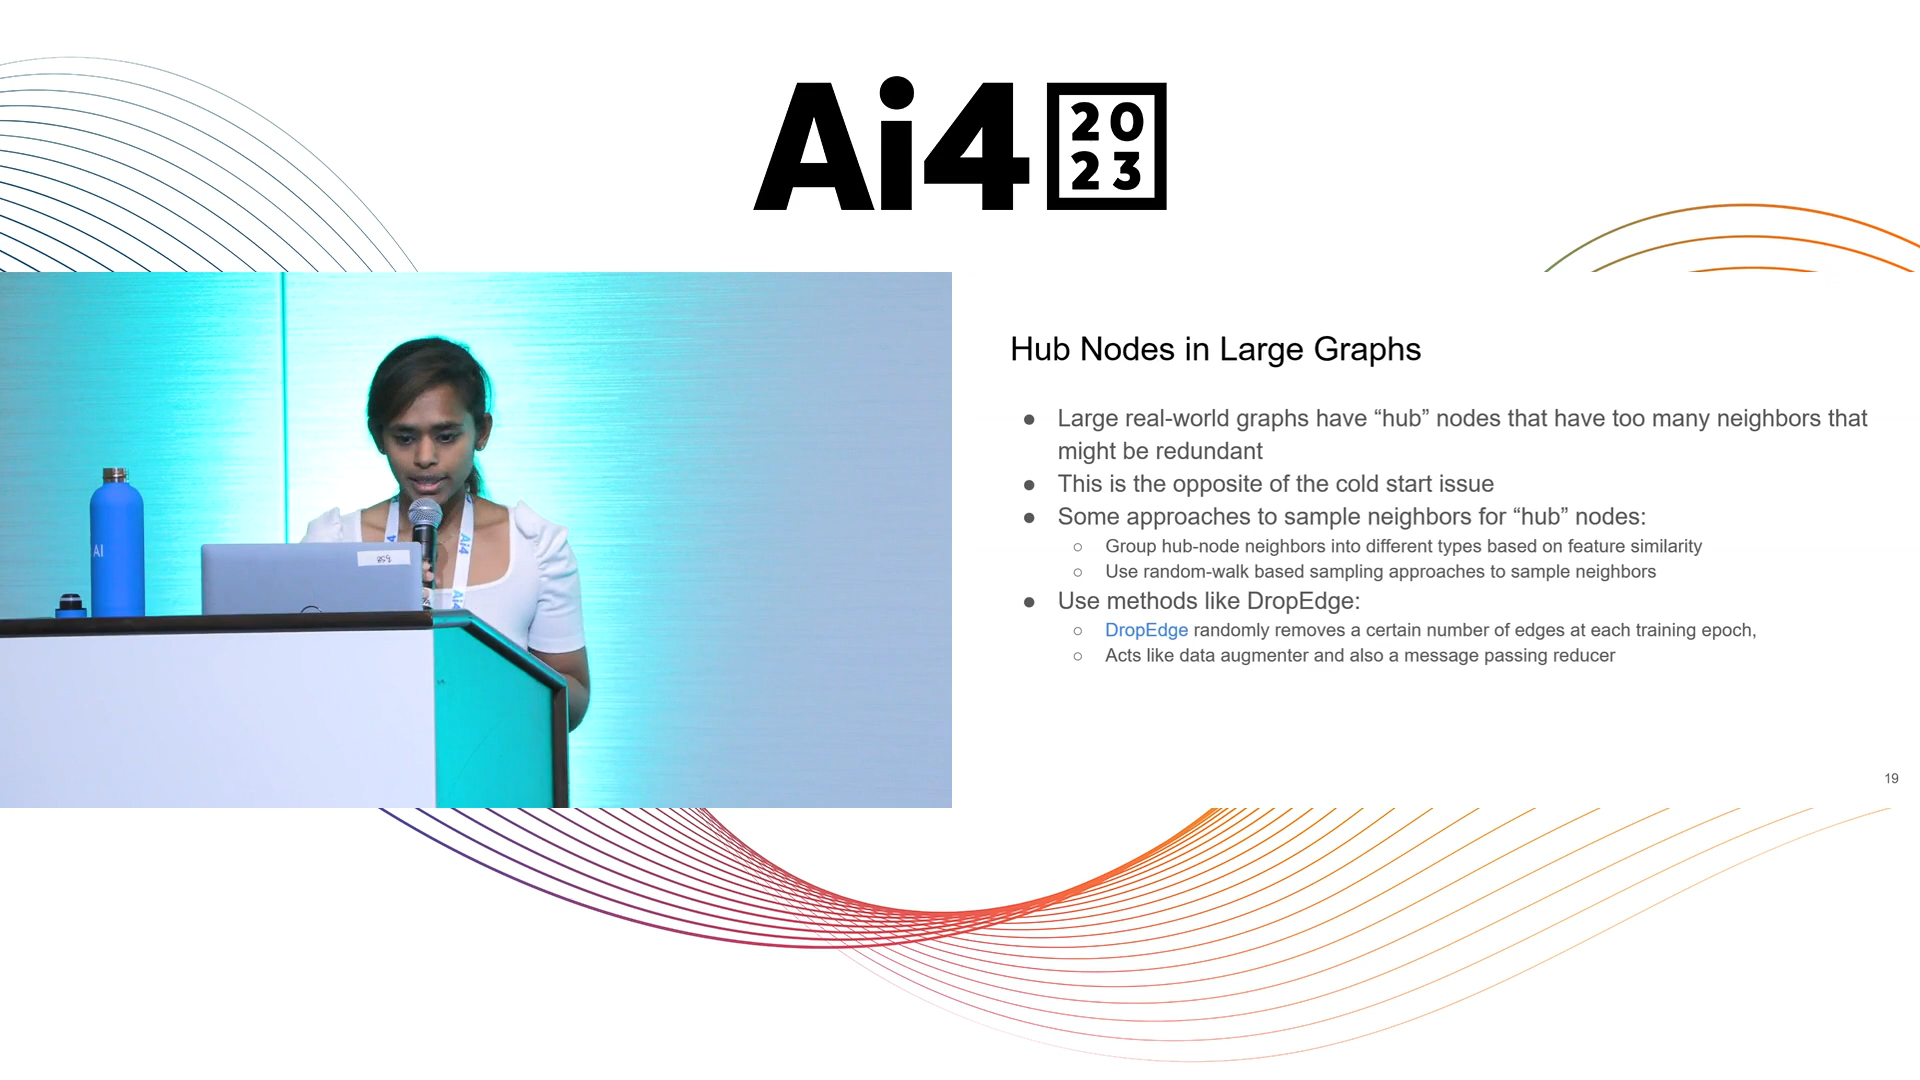 Ai4
20
23
Hub Nodes in Large Graphs
● Large real-world graphs have “hub” nodes that have too many neighbors that
might be redundant
● This is the opposite of the cold start issue
● Some approaches to sample neighbors for “hub” nodes:
○ Group hub-node neighbors into different types based on feature similarity
○ Use random-walk based sampling approaches to sample neighbors
● Use methods like DropEdge:
○ DropEdge randomly removes a certain number of edges at each training epoch,
○ Acts like data augmenter and also a message passing reducer
19
AI
Ai4